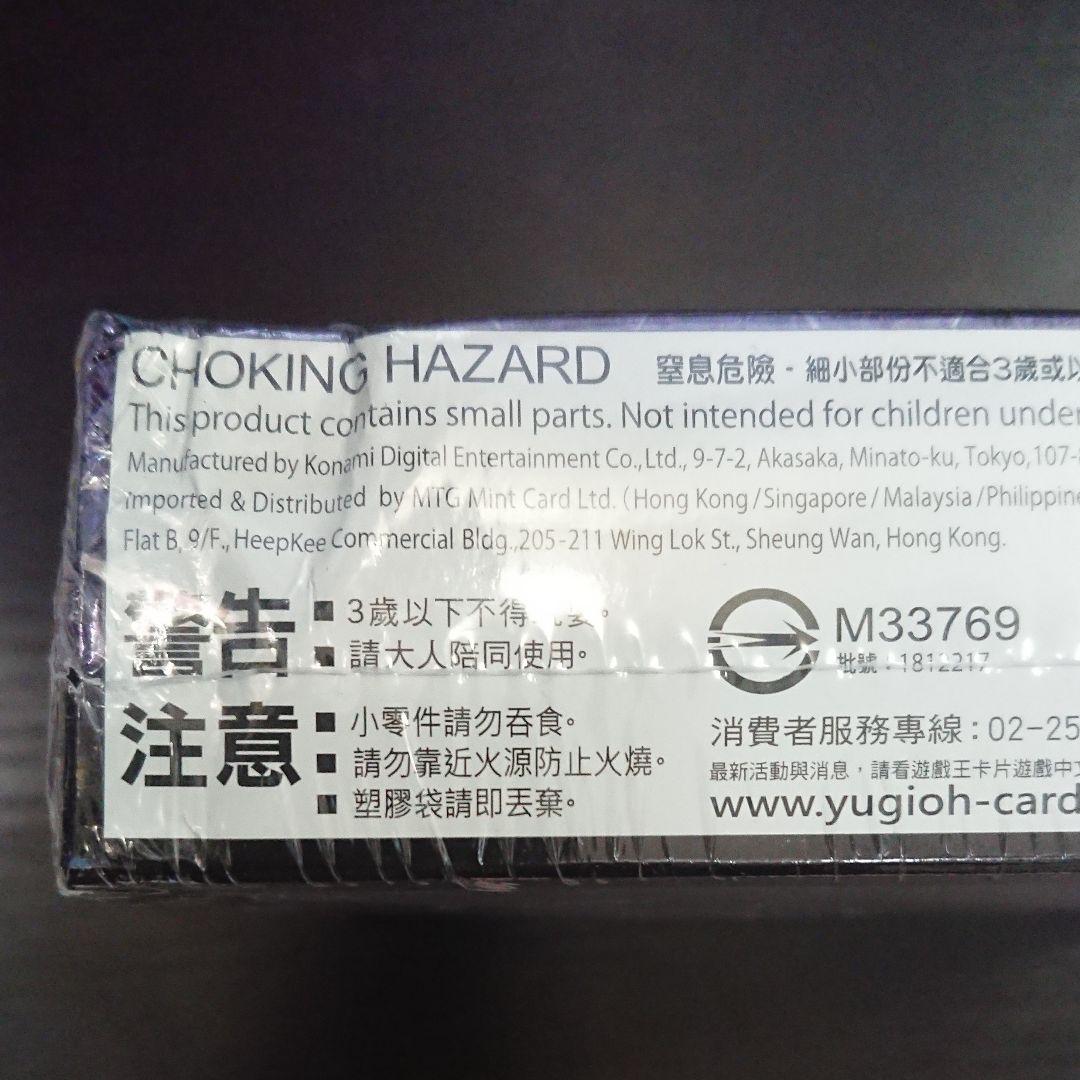 CHOKING HAZARD 窒息危險 - 細小部份不適合3歲或以
This product contains small parts. Not intended for children under
Manufactured by Konami Digital Entertainment Co.,Ltd., 9-7-2, Akasaka, Minato-ku, Tokyo, 107-
Imported & Distributed by MTG Mint Card Ltd. (Hong Kong/Singapore/Malaysia/Philippine
Flat B, 9/F., HeepKee Commercial Bldg.,205-211 Wing Lok St., Sheung Wan, Hong Kong.
警告
■ 3歲以下不得玩耍。
■ 請大人陪同使用。
注意
■ 小零件請勿吞食。
■ 請勿靠近火源防止火燒。
■ 塑膠袋請即丟棄。
M33769
批號：1812217
消費者服務專線：02-25
最新活動與消息，請看遊戲王卡片遊戲中文
www.yugioh-card